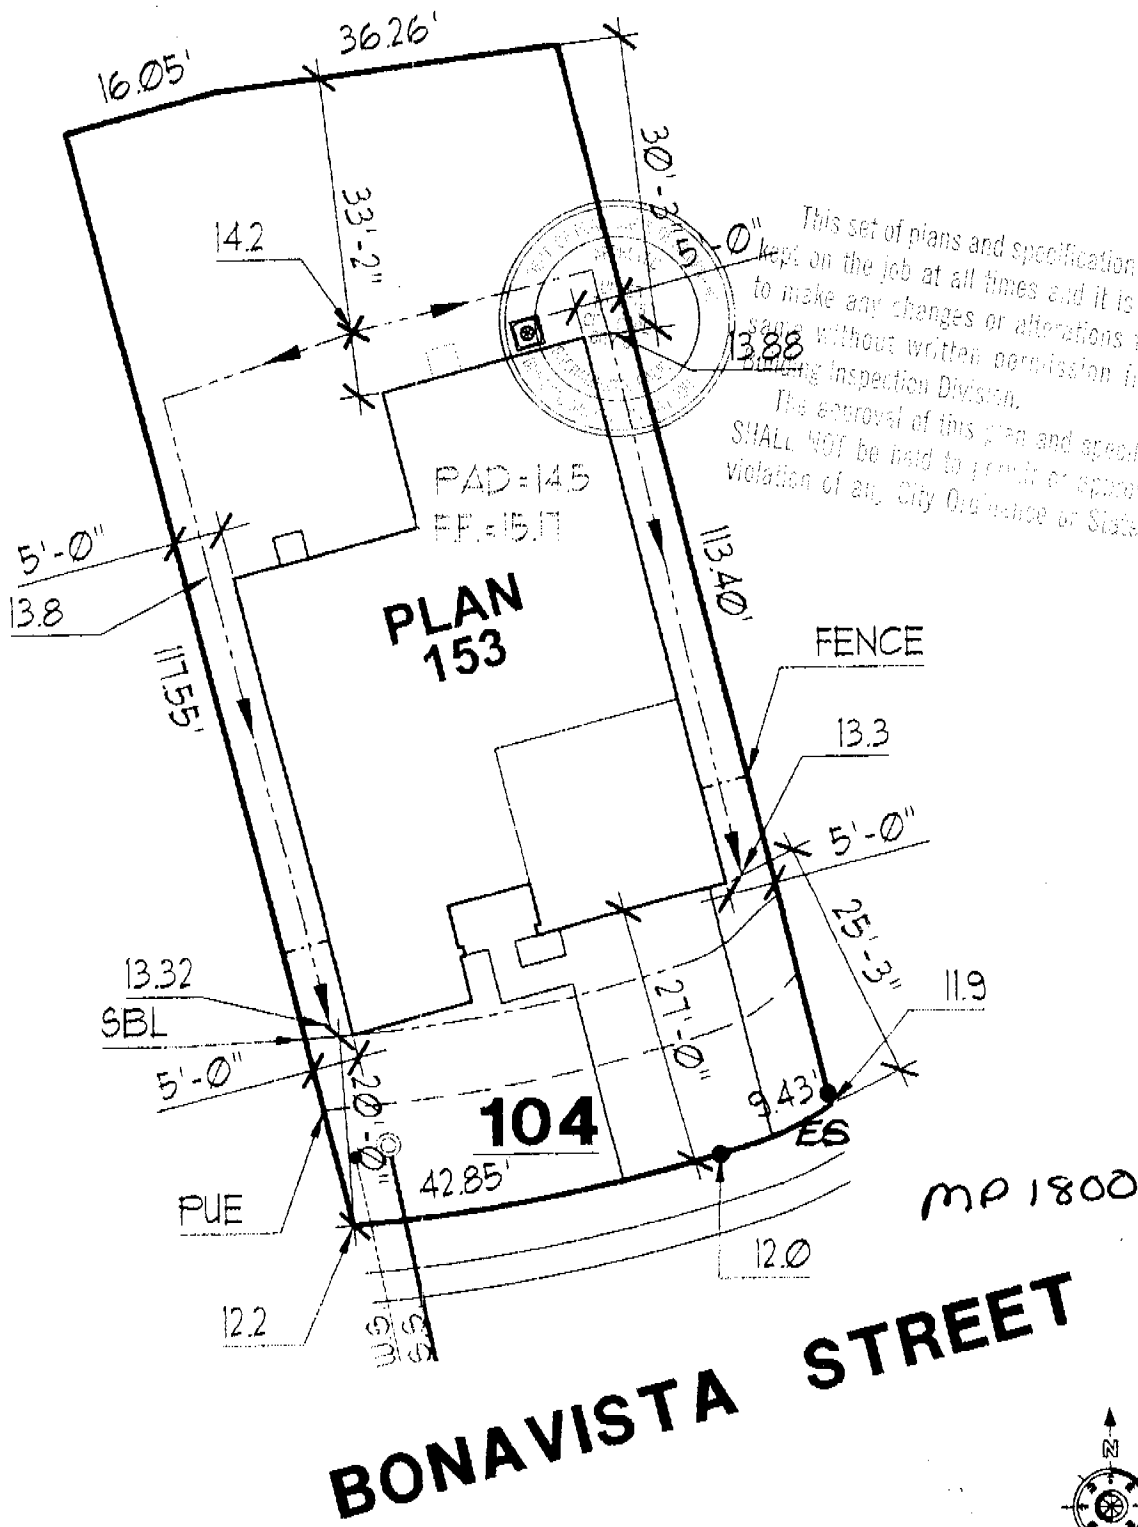 36.26'
16.05'
30'-3"
33'-2"
14.2
5'-0"
This set of plans and specification
kept on the job at all times and it is
to make any changes or alterations
same without written permission
13.88
Building Inspection Division.
The approval of this plan and
SHALL NOT be held to permit or
violation of any City Ordinance or State
PAD = 14.5
F.F. = 15.17
5'-0"
13.8
113.40'
PLAN
153
FENCE
117.55'
13.3
5'-0"
25'-3"
13.32
11.9
SBL
27'-0"
5'-0"
20'-0"
104
9.43'
ES
42.85'
PUE
MP 1800
12.0
12.2
W
G
SS
BONAVISTA STREET
N